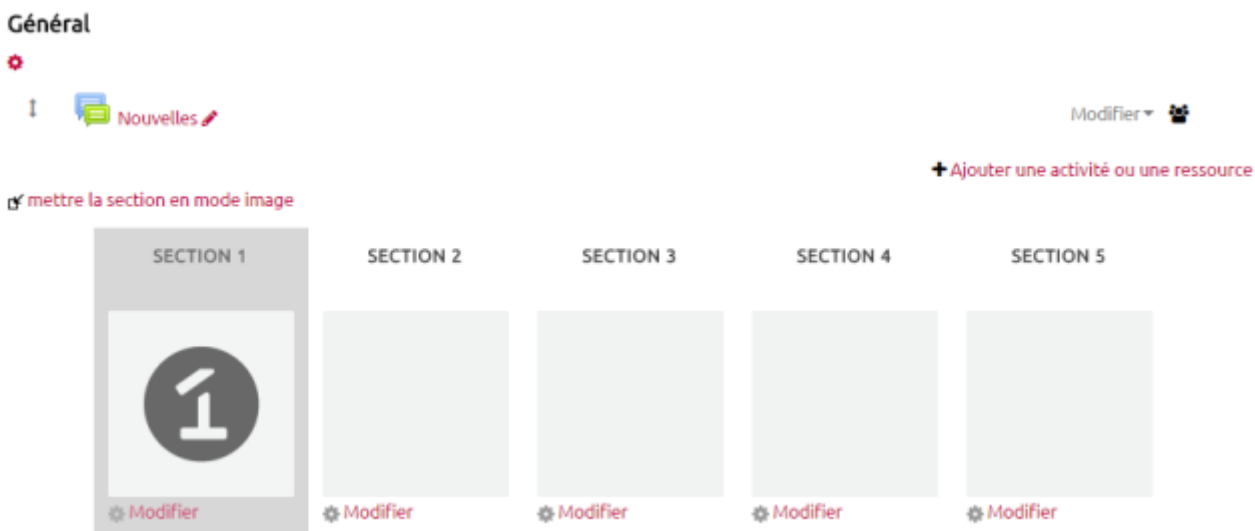 Général
Nouvelles
Modifier
Ajouter une activité ou une ressource
mettre la section en mode image
SECTION 1 SECTION 2 SECTION 3 SECTION 4 SECTION 5
1
Modifier Modifier Modifier Modifier Modifier